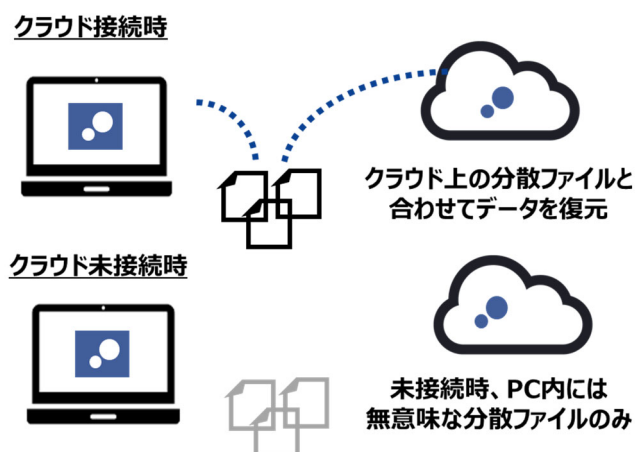 クラウド接続時
クラウド上の分散ファイルと
合わせてデータを復元
クラウド未接続時
未接続時、PC内には
無意味な分散ファイルのみ